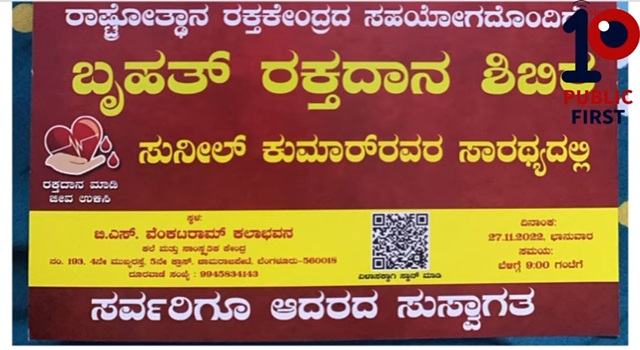 ರಾಷ್ಟ್ರೋತ್ಥಾನ ರಕ್ತಕೇಂದ್ರದ ಸಹಯೋಗದೊಂದಿಗೆ
ಬೃಹತ್ ರಕ್ತದಾನ ಶಿಬಿರ
ಸುನೀಲ್ ಕುಮಾರ್‌ರವರ ಸಾರಥ್ಯದಲ್ಲಿ
ರಕ್ತದಾನ ಮಾಡಿ
ಜೀವ ಉಳಿಸಿ
ಸ್ಥಳ:
ಬಿ.ಎಸ್. ವೆಂಕಟರಾಮ್ ಕಲಾಭವನ
ಕಲೆ ಮತ್ತು ಸಾಂಸ್ಕೃತಿಕ ಕೇಂದ್ರ
ನಂ. 193, 4ನೇ ಮುಖ್ಯರಸ್ತೆ, 5ನೇ ಕ್ರಾಸ್, ಚಾಮರಾಜಪೇಟೆ, ಬೆಂಗಳೂರು-560018
ದೂರವಾಣಿ ಸಂಖ್ಯೆ : 9945834143
ವಿಳಾಸಕ್ಕಾಗಿ ಸ್ಕಾನ್ ಮಾಡಿ
ದಿನಾಂಕ:
27.11.2022, ಭಾನುವಾರ
ಸಮಯ:
ಬೆಳಿಗ್ಗೆ 9:00 ಗಂಟೆಗೆ
ಸರ್ವರಿಗೂ ಆದರದ ಸುಸ್ವಾಗತ
PUBLIC
FIRST